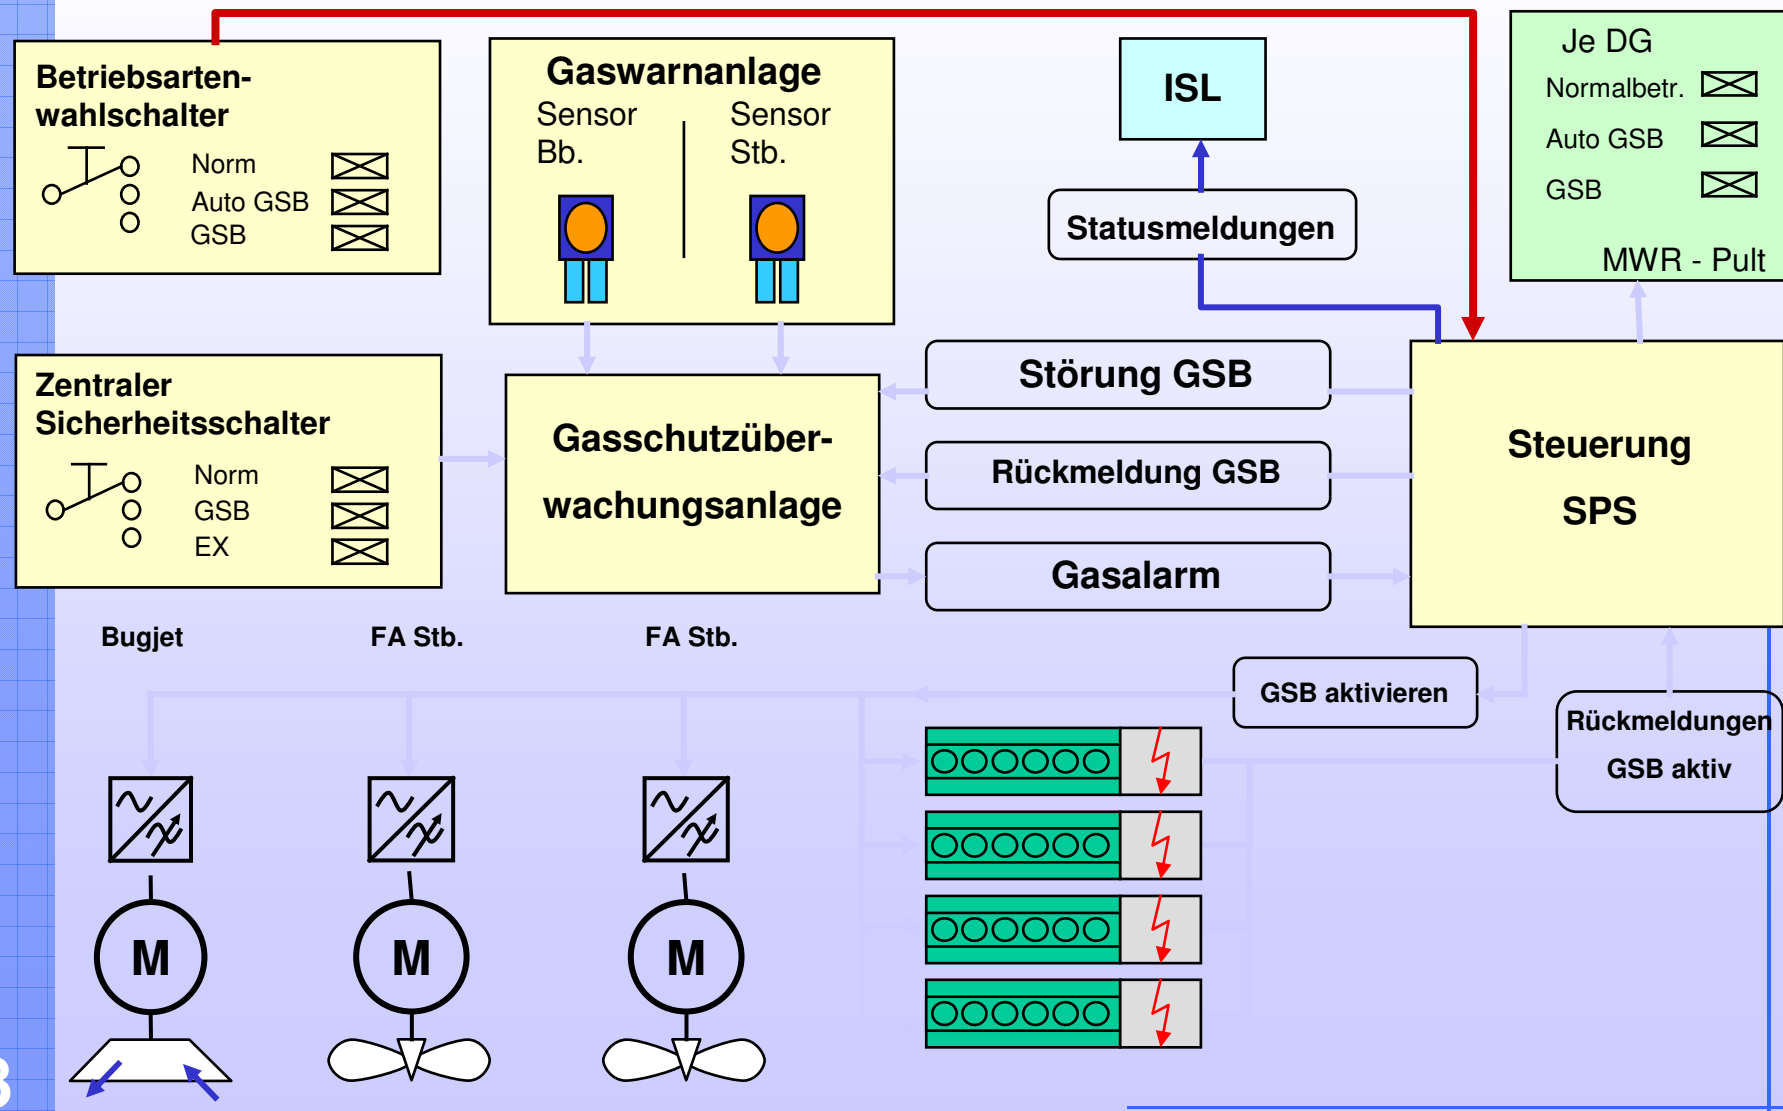 Betriebsarten-
wahlschalter
Norm
Auto GSB
GSB
Gaswarnanlage
Sensor
Bb.
Sensor
Stb.
ISL
Statusmeldungen
Je DG
Normalbetr.
Auto GSB
GSB
MWR - Pult
Zentraler
Sicherheitsschalter
Norm
GSB
EX
Gasschutzüber-
wachungsanlage
Störung GSB
Rückmeldung GSB
Gasalarm
Steuerung
SPS
Bugjet
FA Stb.
FA Stb.
GSB aktivieren
Rückmeldungen
GSB aktiv
M
M
M